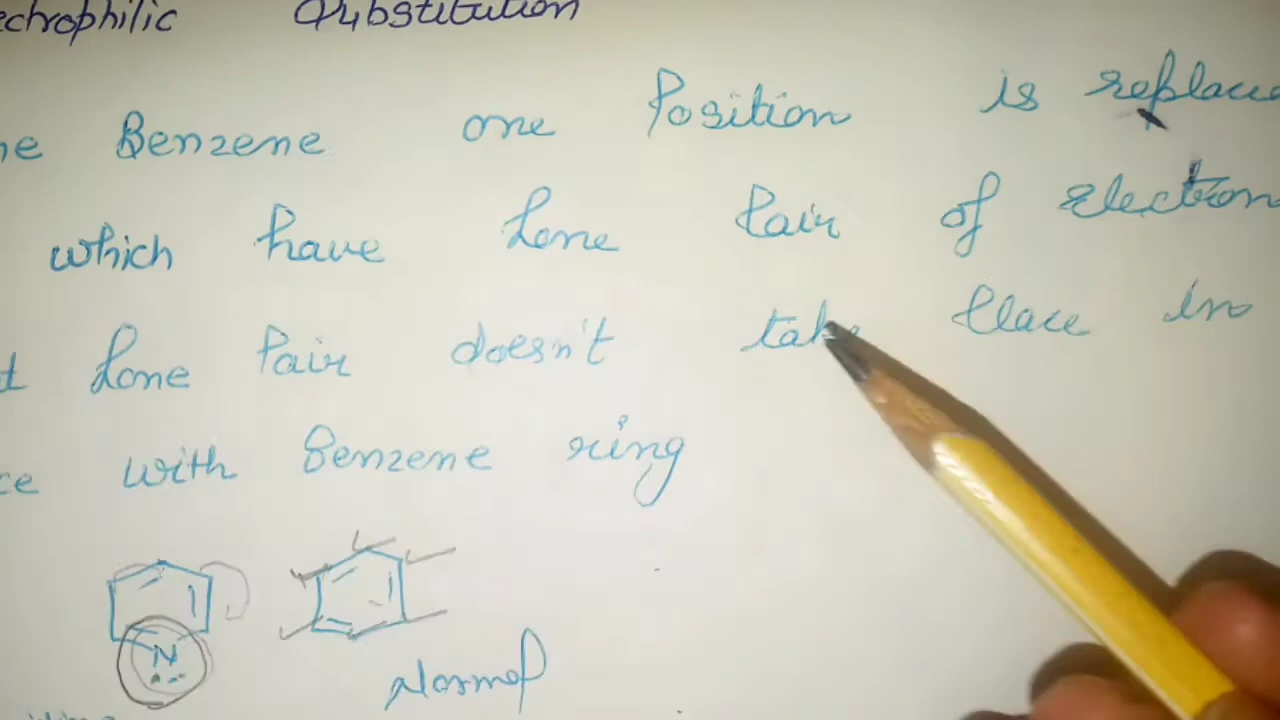 ectrophilic Substitution
ne Benzene one Position is replace
which have Lone Pair of Electron
t Lone Pair doesn't take Place in
ce with Benzene ring
N
Normal